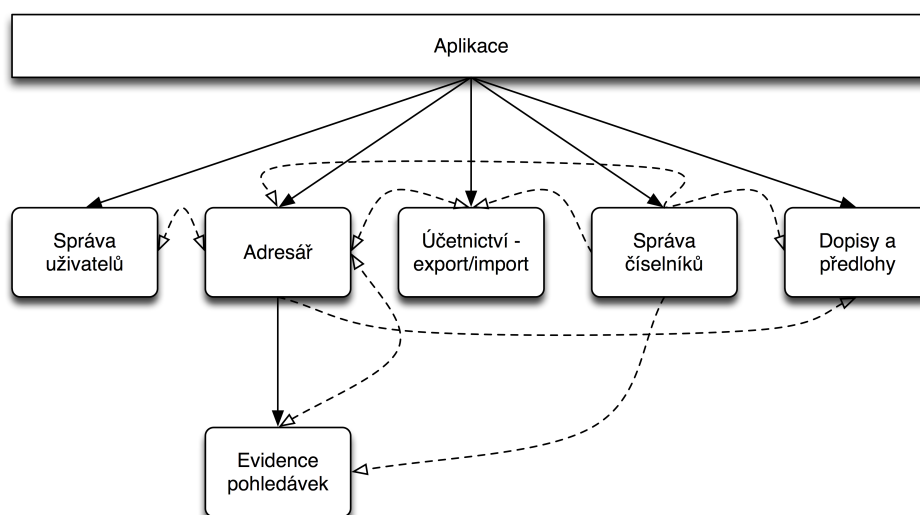 Aplikace
Správa
uživatelů
Adresář
Účetnictví -
export/import
Správa
číselníků
Dopisy a
předlohy
Evidence
pohledávek